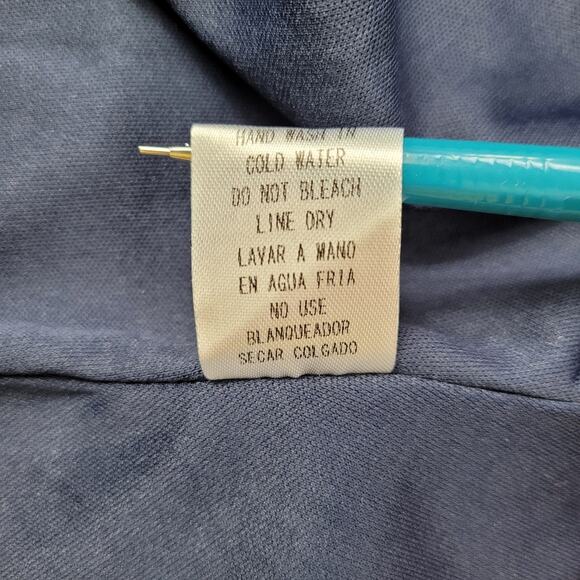 HAND WASH IN
COLD WATER
DO NOT BLEACH
LINE DRY
LAVAR A MANO
EN AGUA FRIA
NO USE
BLANQUEADOR
SECAR COLGADO